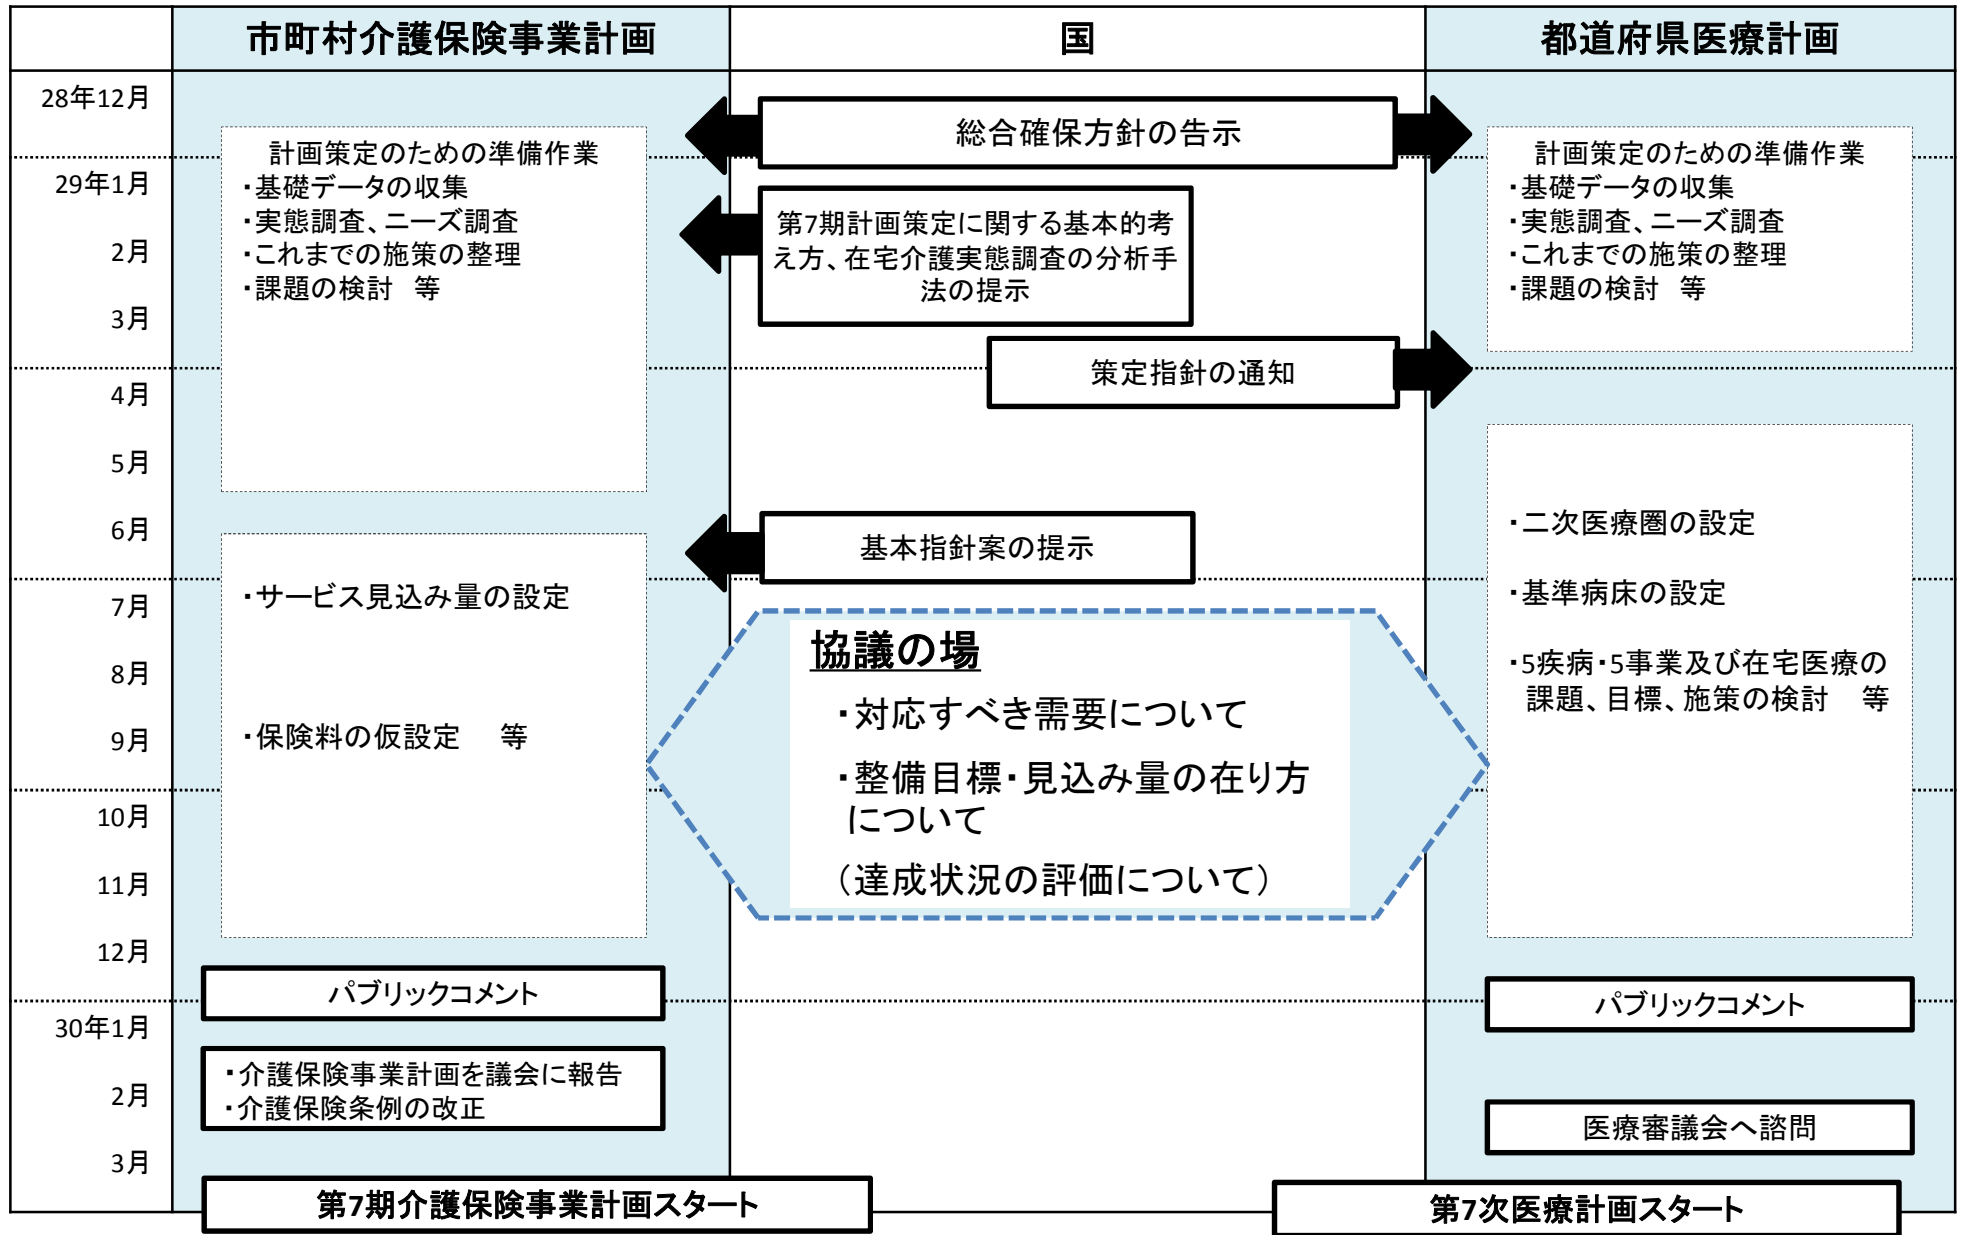 市町村介護保険事業計画
国
都道府県医療計画
28年12月
29年1月
2月
3月
4月
5月
6月
7月
8月
9月
10月
11月
12月
30年1月
2月
3月
計画策定のための準備作業
・基礎データの収集
・実態調査、ニーズ調査
・これまでの施策の整理
・課題の検討　等
・サービス見込み量の設定
・保険料の仮設定　等
パブリックコメント
・介護保険事業計画を議会に報告
・介護保険条例の改正
第7期介護保険事業計画スタート
総合確保方針の告示
第7期計画策定に関する基本的考
え方、在宅介護実態調査の分析手
法の提示
策定指針の通知
基本指針案の提示
協議の場
・対応すべき需要について
・整備目標・見込み量の在り方
について
（達成状況の評価について）
計画策定のための準備作業
・基礎データの収集
・実態調査、ニーズ調査
・これまでの施策の整理
・課題の検討　等
・二次医療圏の設定
・基準病床の設定
・5疾病・5事業及び在宅医療の
課題、目標、施策の検討　等
パブリックコメント
医療審議会へ諮問
第7次医療計画スタート